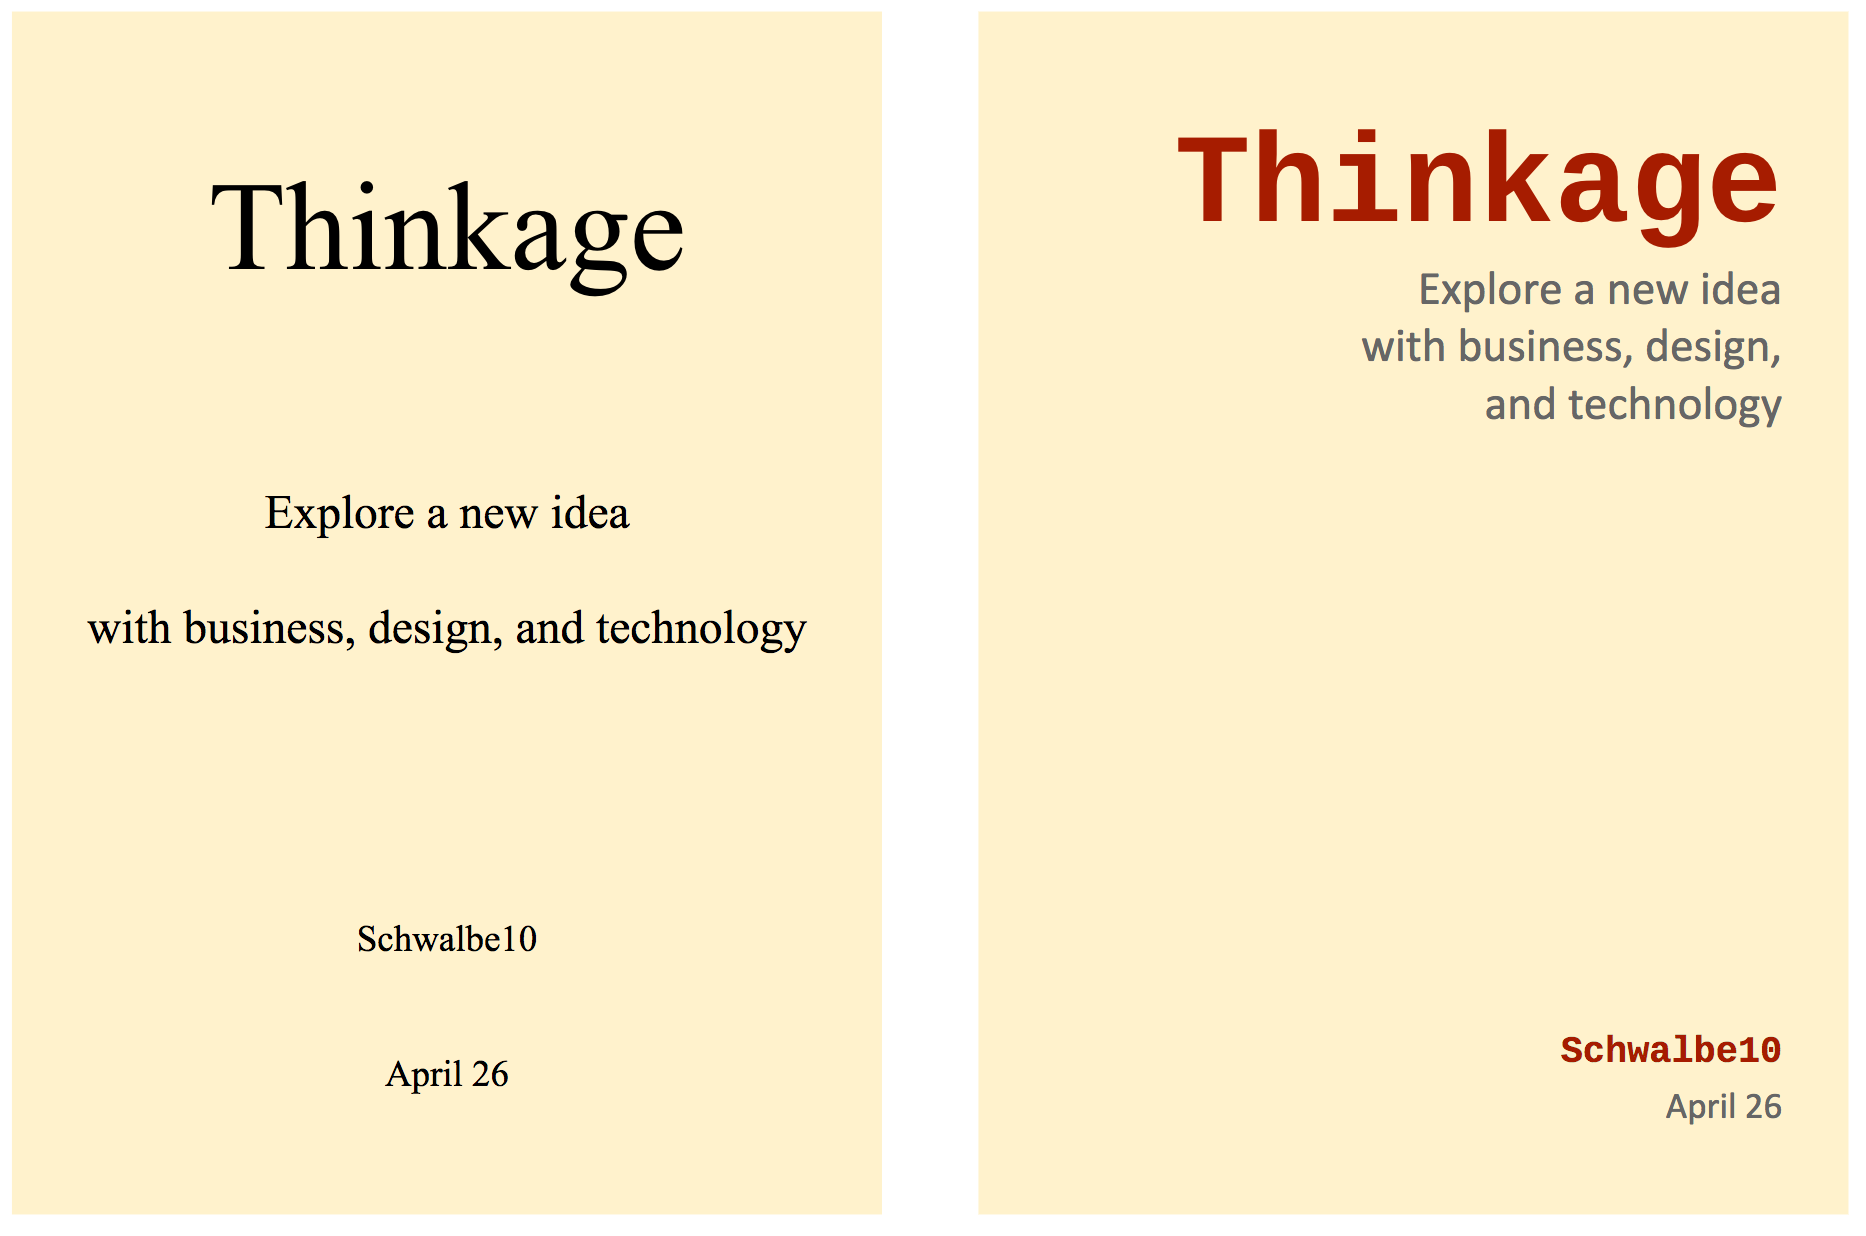 Thinkage
Explore a new idea
with business, design, and technology
Schwalbe10
April 26
Thinkage
Explore a new idea
with business, design,
and technology
Schwalbe10
April 26